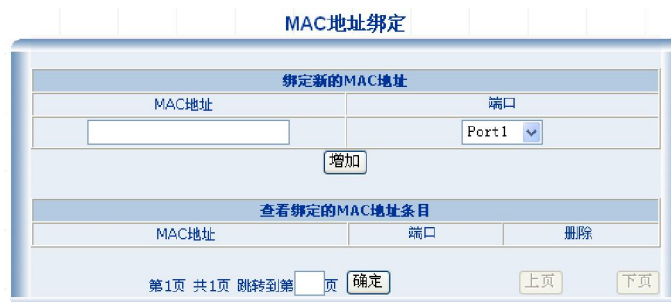 MAC地址绑定
绑定新的MAC地址
MAC地址 端口
Port1
增加
查看绑定的MAC地址条目
MAC地址 端口 删除
第1页 共1页 跳转到第 页 确定 上页 下页